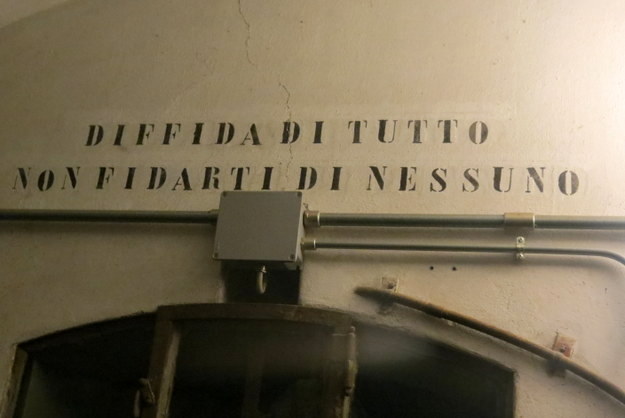 DIFFIDA DI TUTTO
NON FIDARTI DI NESSUNO